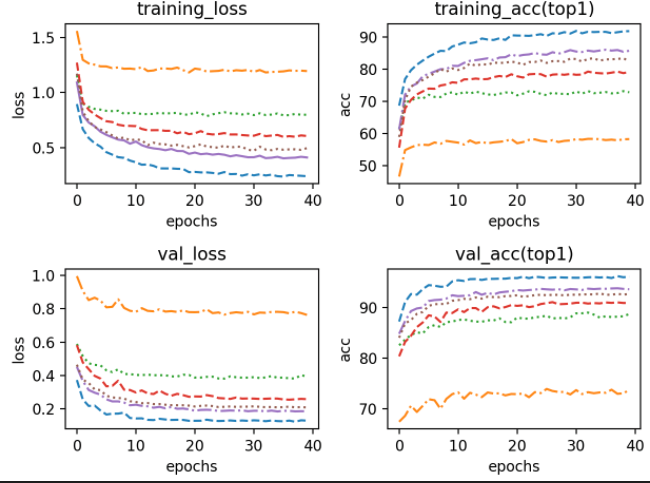 training_loss
training_acc(top1)
1.5
1.0
0.5
loss
0 10 20 30 40
epochs
90
80
70
60
50
acc
0 10 20 30 40
epochs
val_loss
val_acc(top1)
1.0
0.8
0.6
0.4
0.2
loss
0 10 20 30 40
epochs
90
80
70
acc
0 10 20 30 40
epochs